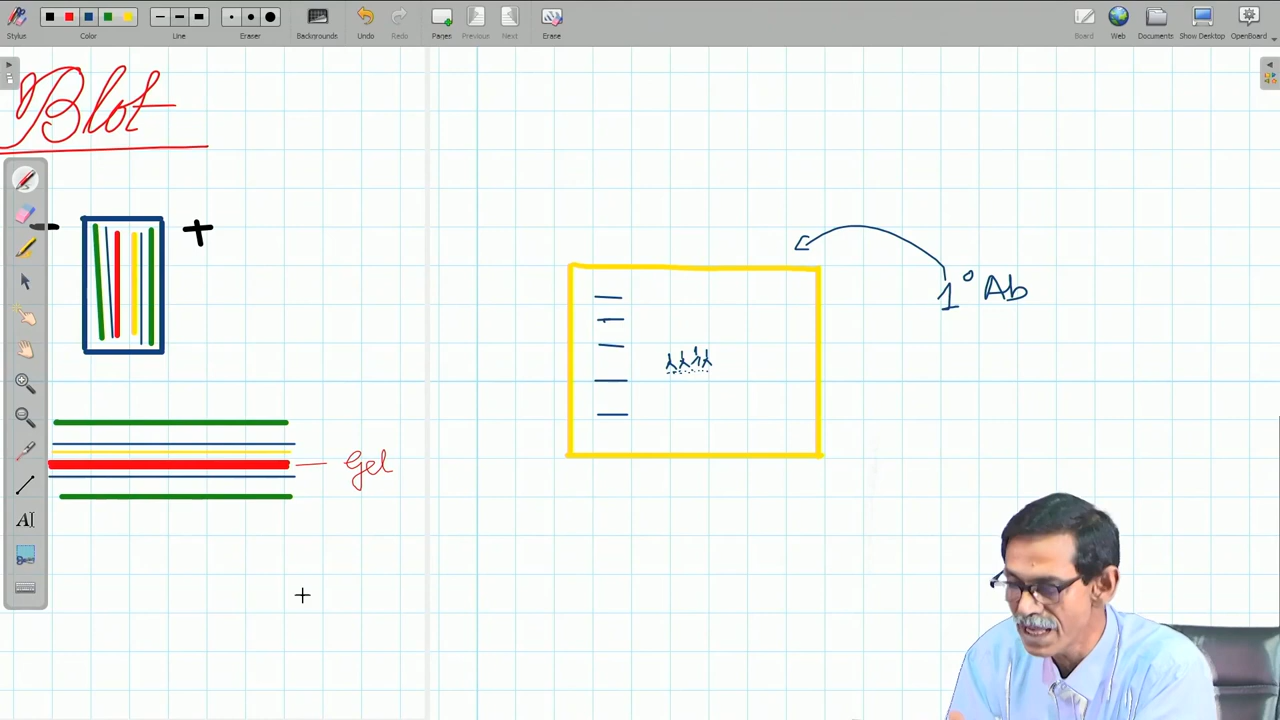 Stylus
Color
Line
Eraser
Backgrounds
Undo
Redo
Pages
Previous
Next
Erase
Board
Web
Documents
Show Desktop
OpenBoard
Blot
- +
1° Ab
Gel
AI